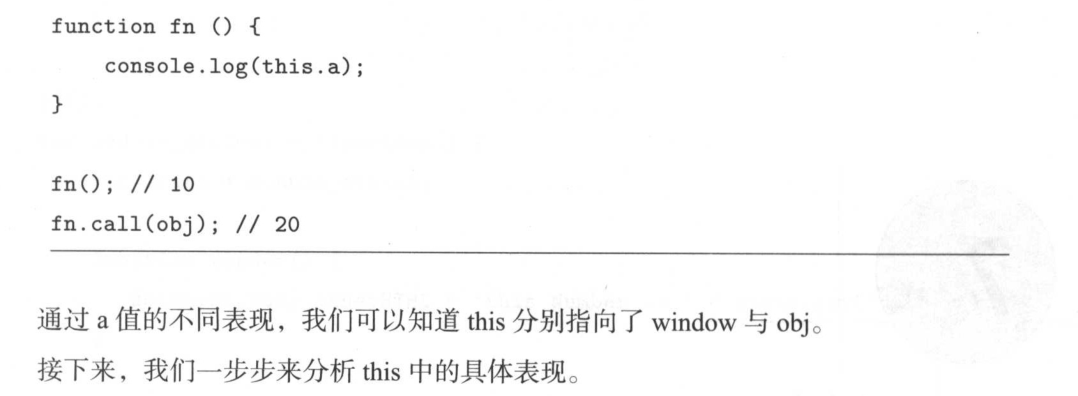 function fn () {
    console.log(this.a);
}
fn(); // 10
fn.call(obj); // 20
通过 a 值的不同表现，我们可以知道 this 分别指向了 window 与 obj。
接下来，我们一步步来分析 this 中的具体表现。